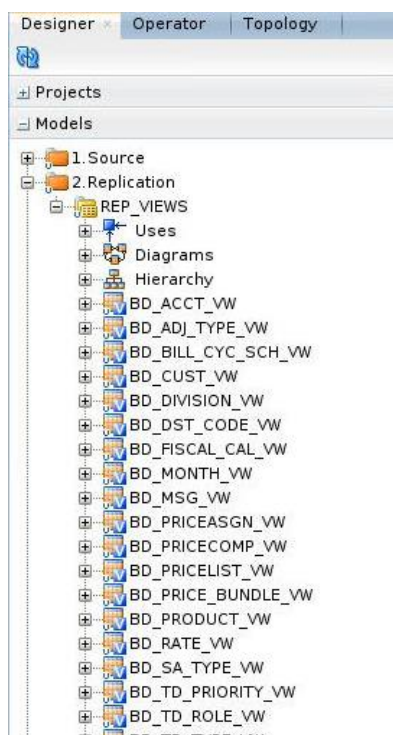 Designer Operator Topology
Projects
Models
1.Source
2.Replication
REP_VIEWS
Uses
Diagrams
Hierarchy
BD_ACCT_VW
BD_ADJ_TYPE_VW
BD_BILL_CYC_SCH_VW
BD_CUST_VW
BD_DIVISION_VW
BD_DST_CODE_VW
BD_FISCAL_CAL_VW
BD_MONTH_VW
BD_MSG_VW
BD_PRICEASGN_VW
BD_PRICECOMP_VW
BD_PRICELIST_VW
BD_PRICE_BUNDLE_VW
BD_PRODUCT_VW
BD_RATE_VW
BD_SA_TYPE_VW
BD_TD_PRIORITY_VW
BD_TD_ROLE_VW